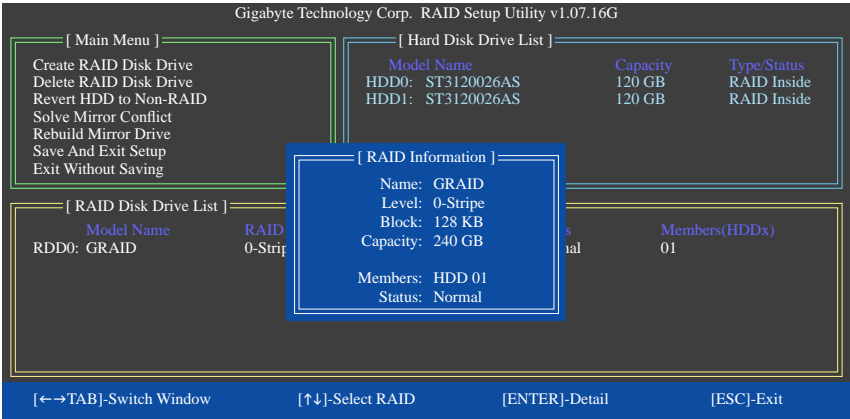 Gigabyte Technology Corp. RAID Setup Utility v1.07.16G
[ Main Menu ]
Create RAID Disk Drive
Delete RAID Disk Drive
Revert HDD to Non-RAID
Solve Mirror Conflict
Rebuild Mirror Drive
Save And Exit Setup
Exit Without Saving
[ Hard Disk Drive List ]
Model Name Capacity Type/Status
HDD0: ST3120026AS 120 GB RAID Inside
HDD1: ST3120026AS 120 GB RAID Inside
[ RAID Information ]
Name: GRAID
Level: 0-Stripe
Block: 128 KB
Capacity: 240 GB
Members: HDD 01
Status: Normal
[ RAID Disk Drive List ]
Model Name RAID Members(HDDx)
RDD0: GRAID 01
[←→TAB]-Switch Window [↑↓]-Select RAID [ENTER]-Detail [ESC]-Exit